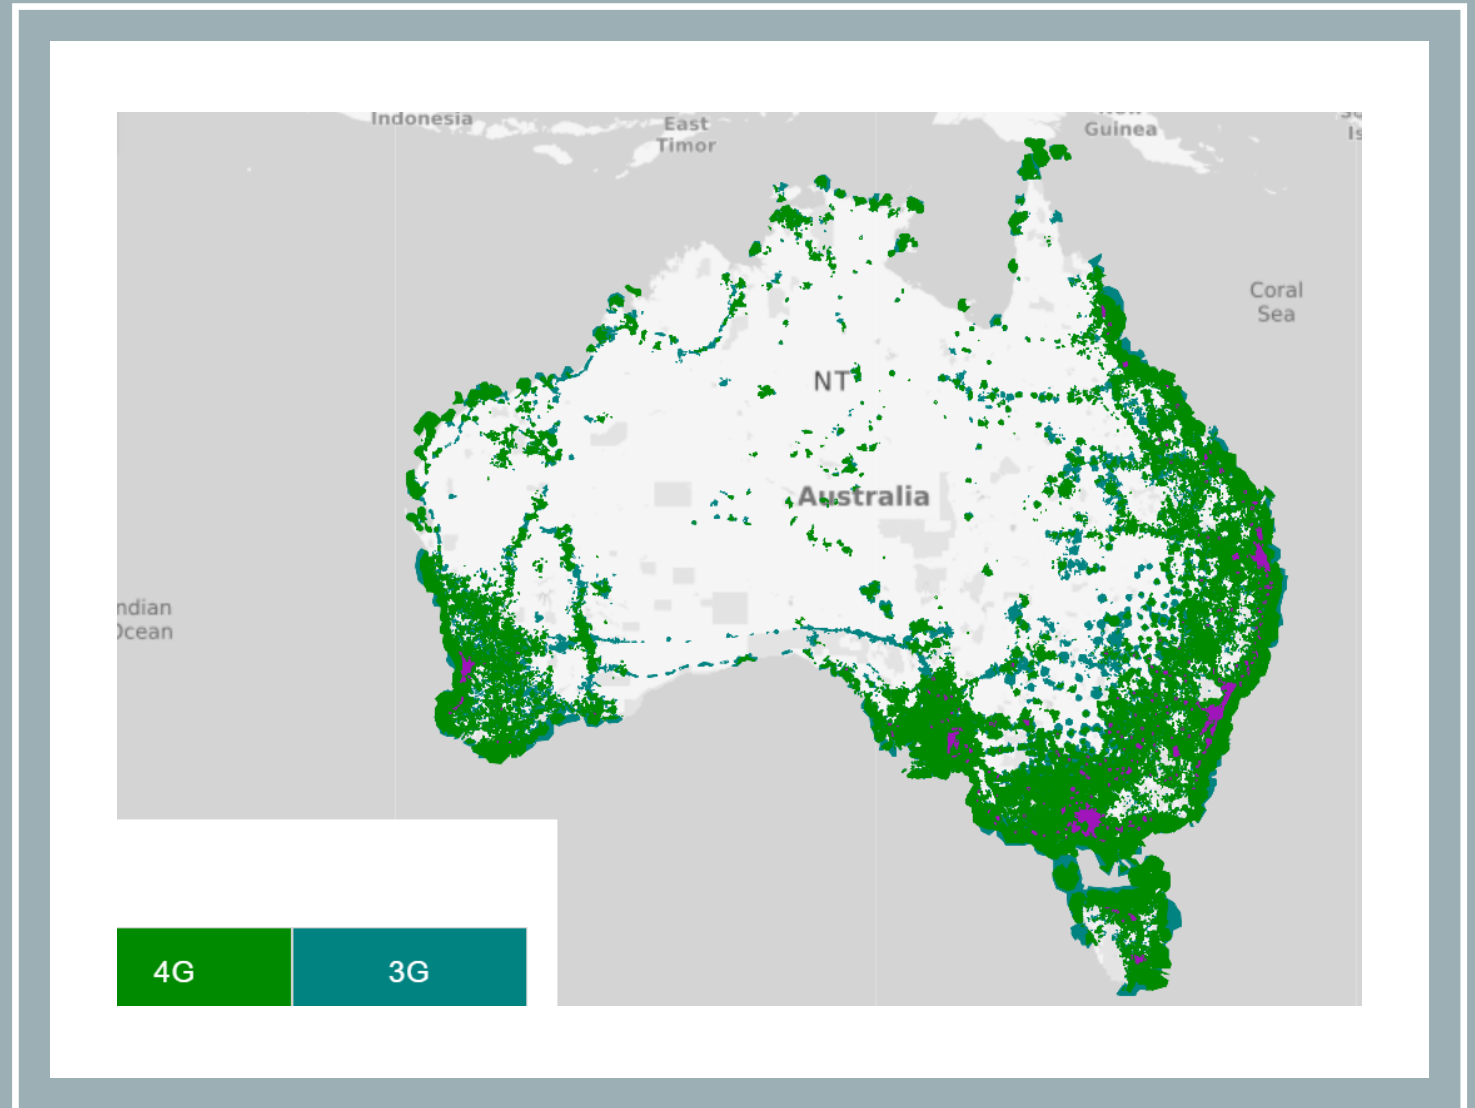 Indonesia
East
Timor
Guinea
Coral
Sea
NT
Australia
ndian
Ocean
4G
3G